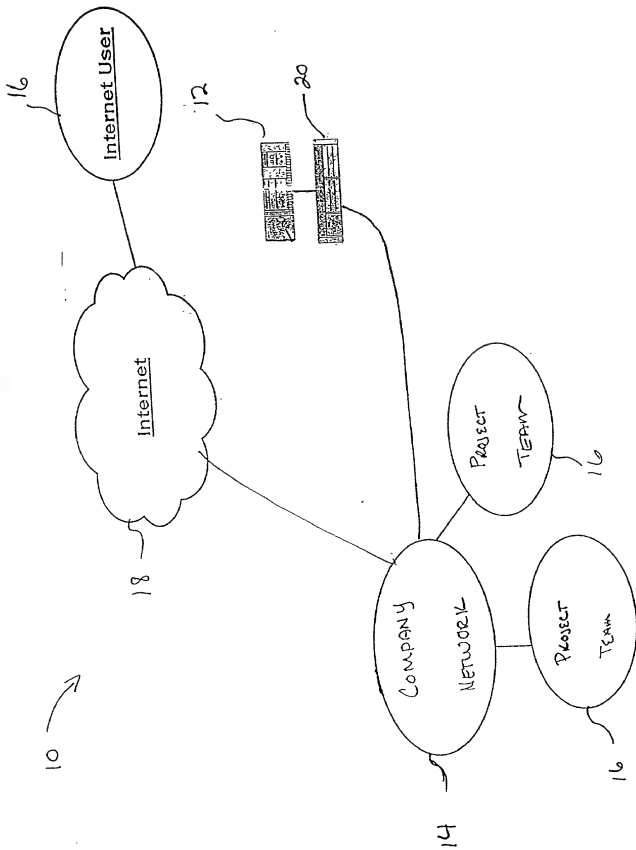 16
Internet User
12
20
Internet
18
PROJECT
TEAM
16
COMPANY
NETWORK
14
PROJECT
TEAM
16
10